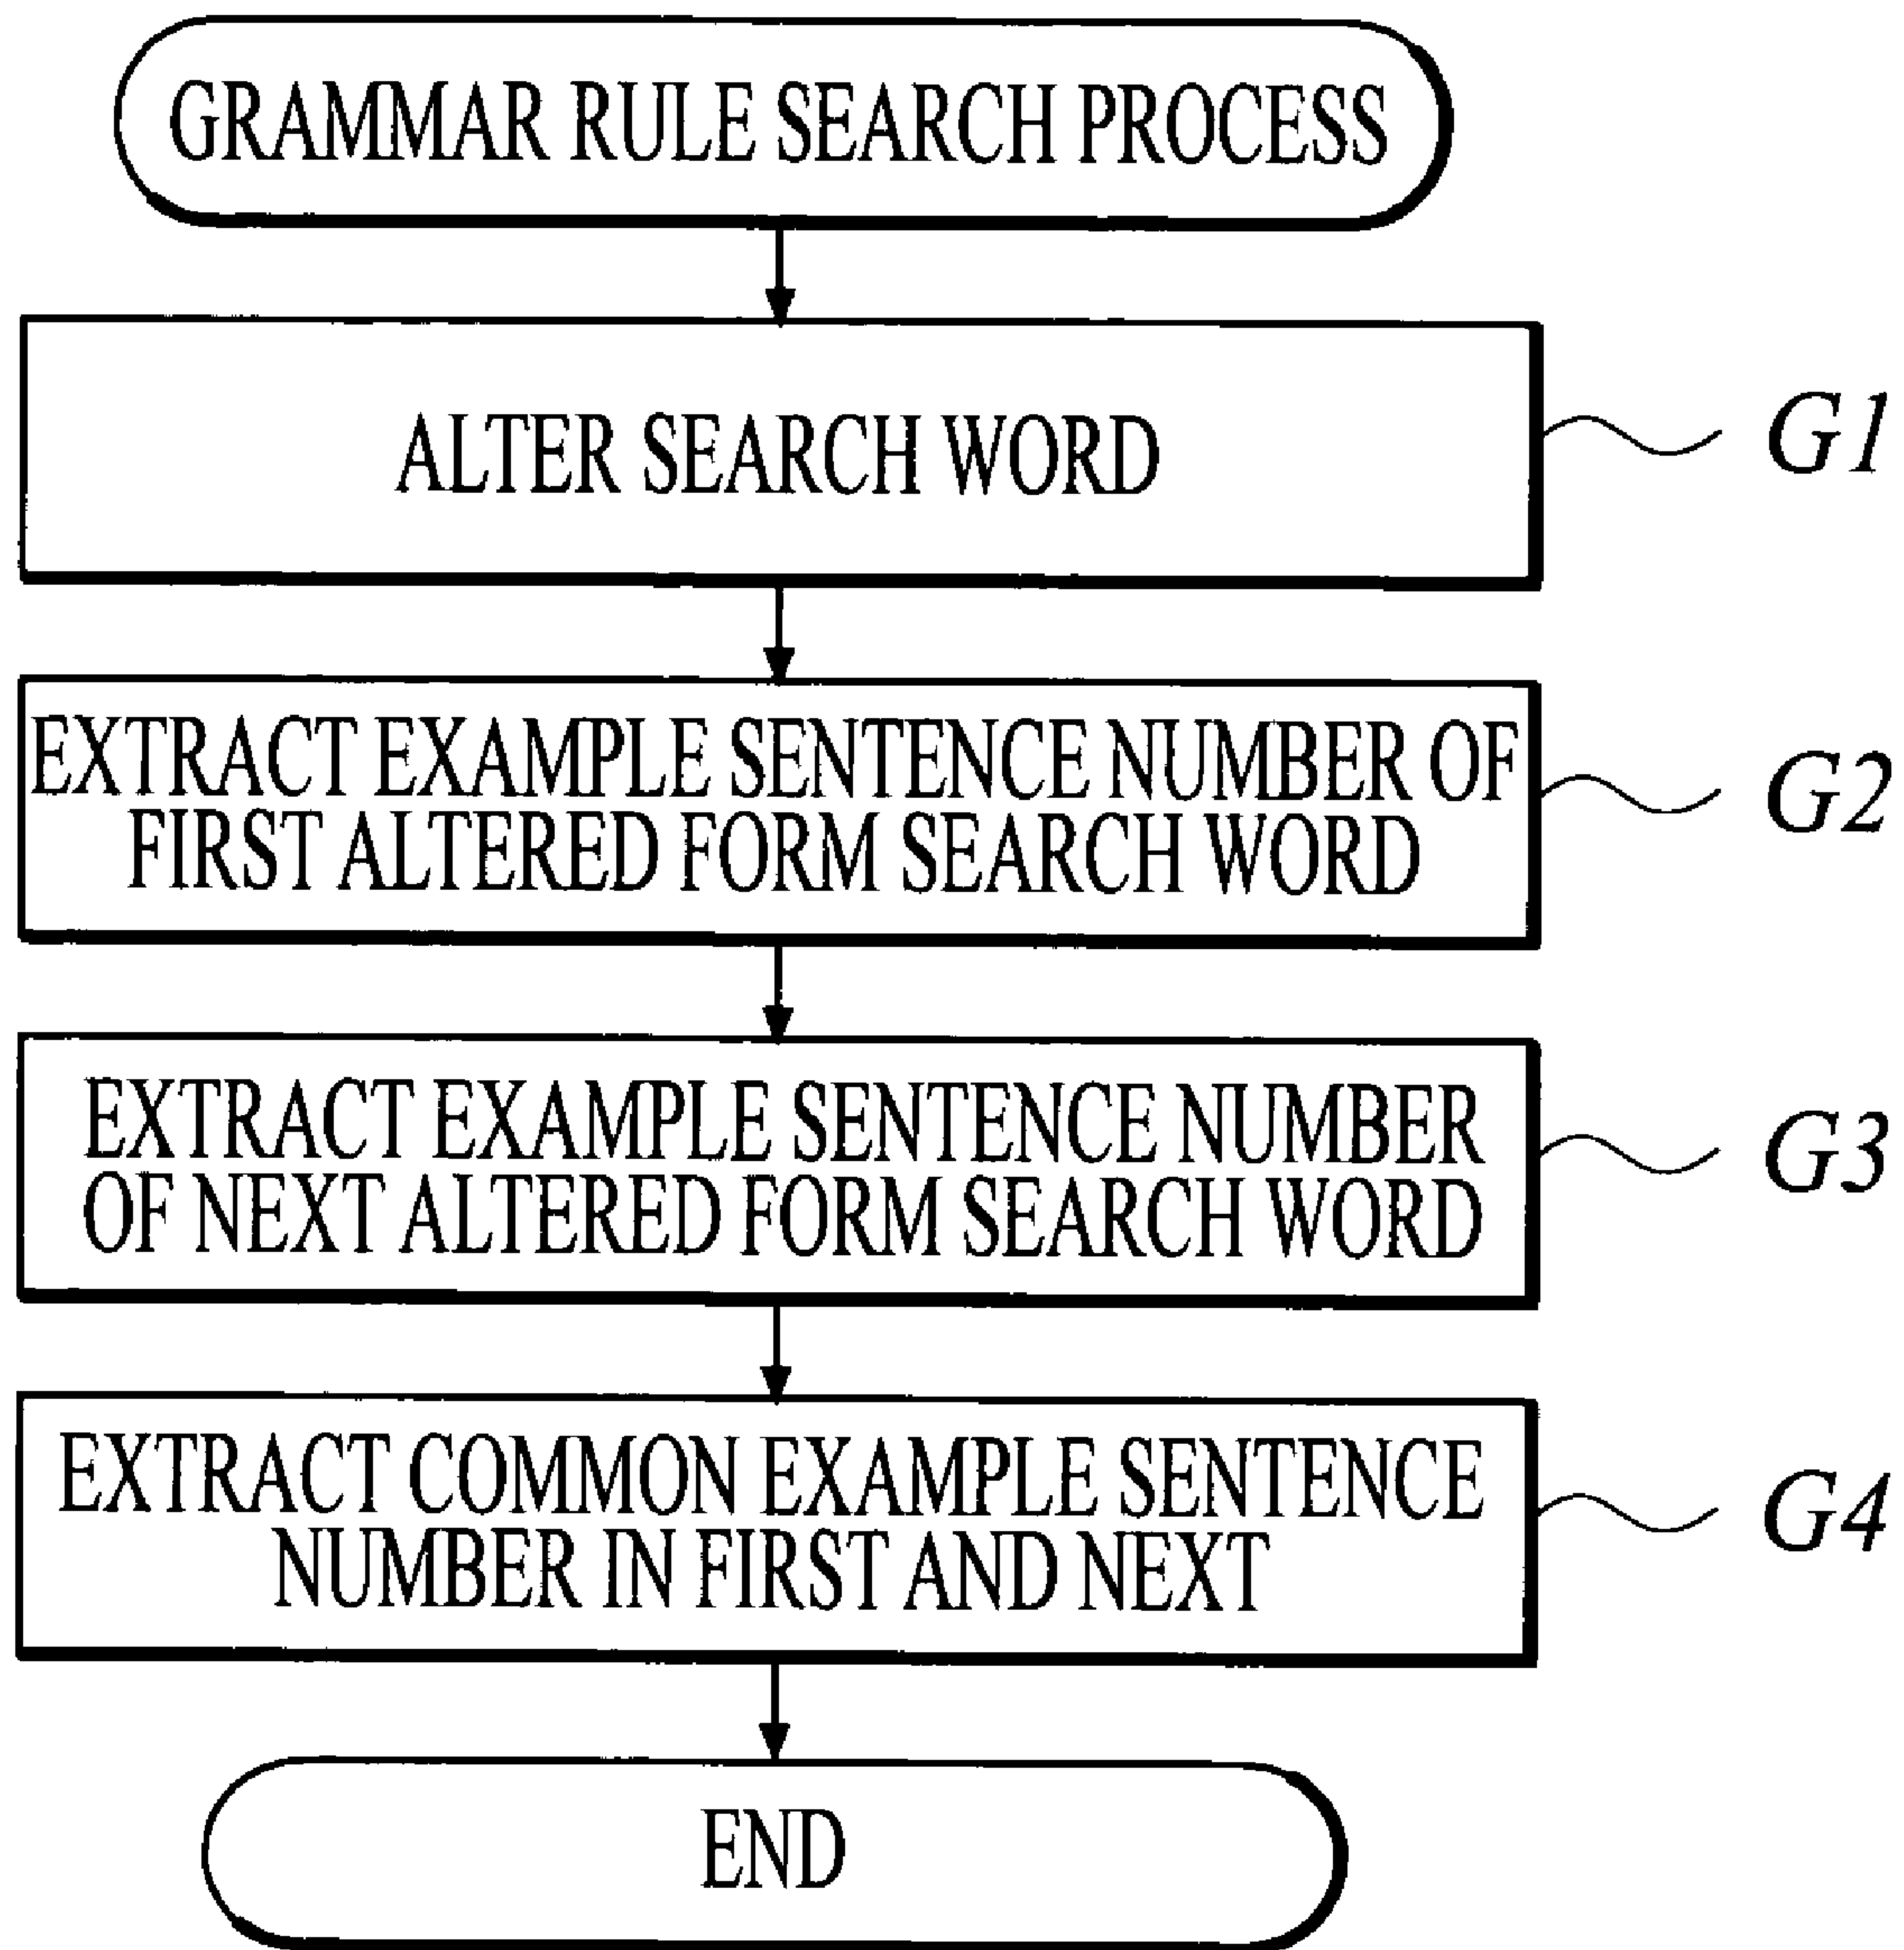 GRAMMAR RULE SEARCH PROCESS
ALTER SEARCH WORD
G1
EXTRACT EXAMPLE SENTENCE NUMBER OF
FIRST ALTERED FORM SEARCH WORD
G2
EXTRACT EXAMPLE SENTENCE NUMBER
OF NEXT ALTERED FORM SEARCH WORD
G3
EXTRACT COMMON EXAMPLE SENTENCE
NUMBER IN FIRST AND NEXT
G4
END